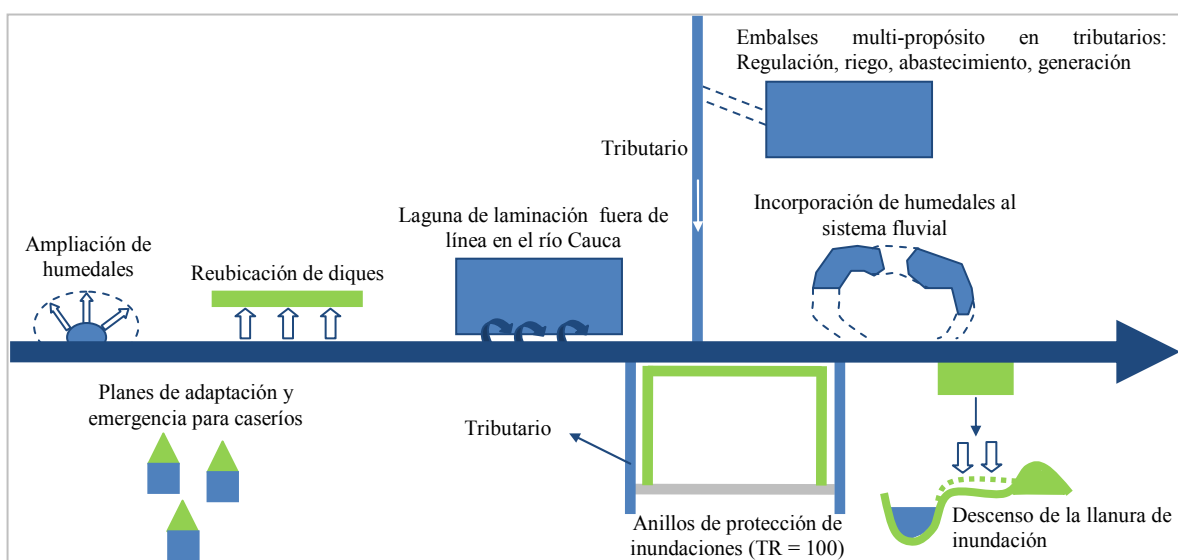 Embalses multi-propósito en tributarios:
Regulación, riego, abastecimiento, generación
Tributario
Incorporación de humedales al
sistema fluvial
Laguna de laminación fuera de
línea en el río Cauca
Ampliación de
humedales
Reubicación de diques
Planes de adaptación y
emergencia para caseríos
Tributario
Anillos de protección de
inundaciones (TR = 100)
Descenso de la llanura de
inundación